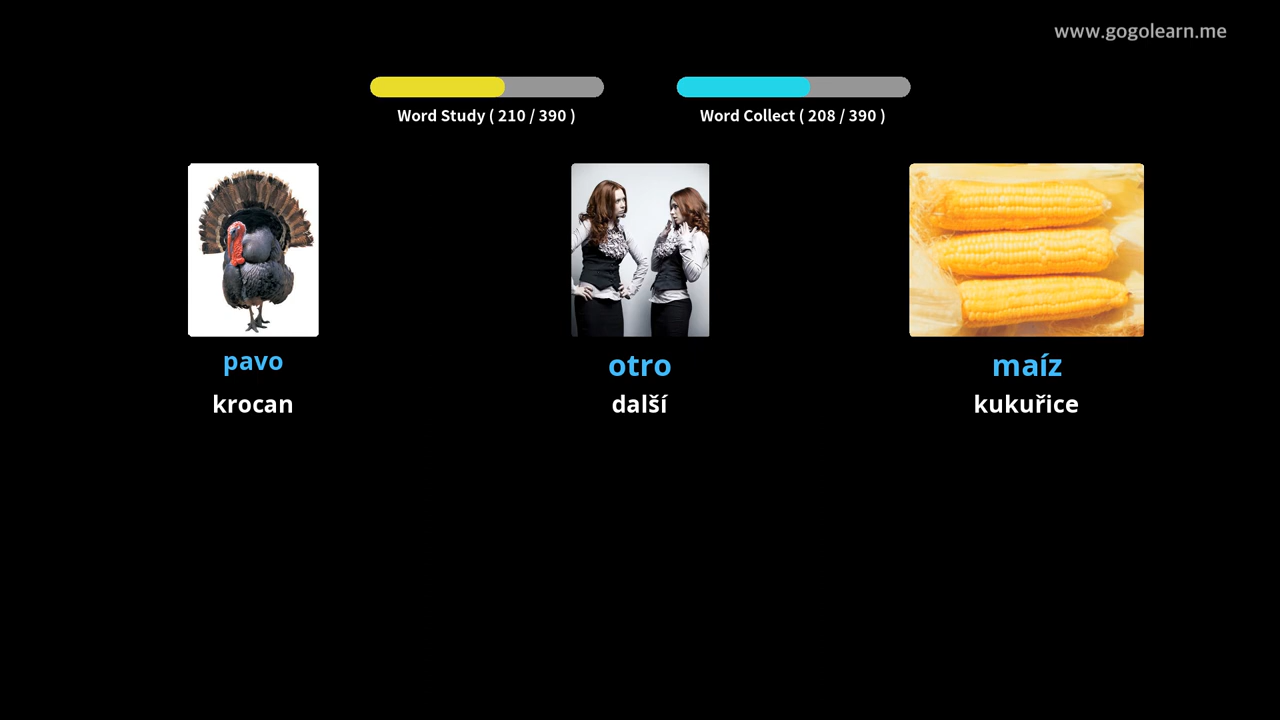 www.gogolearn.me
Word Study ( 210 / 390 )
Word Collect ( 208 / 390 )
pavo
krocan
otro
další
maíz
kukuřice